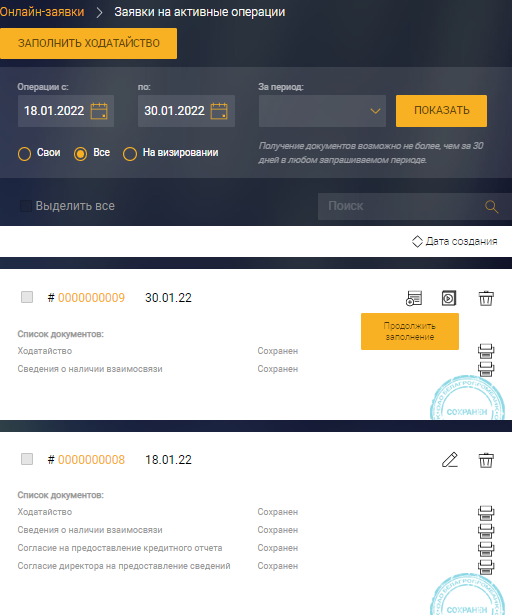 Онлайн-заявки > Заявки на активные операции
ЗАПОЛНИТЬ ХОДАТАЙСТВО
Операции с: по: За период:
18.01.2022 30.01.2022 ПОКАЗАТЬ
Свои Все На визировании
Получение документов возможно не более, чем за 30
дней в любом запрашиваемом периоде.
Выделить все Поиск
Дата создания
# 0000000009 30.01.22
Продолжить
заполнение
Список документов:
Ходатайство Сохранен
Сведения о наличии взаимосвязи Сохранен
СОХРАНЕН
# 0000000008 18.01.22
Список документов:
Ходатайство Сохранен
Сведения о наличии взаимосвязи Сохранен
Согласие на предоставление кредитного отчета Сохранен
Согласие директора на предоставление сведений Сохранен
СОХРАНЕН